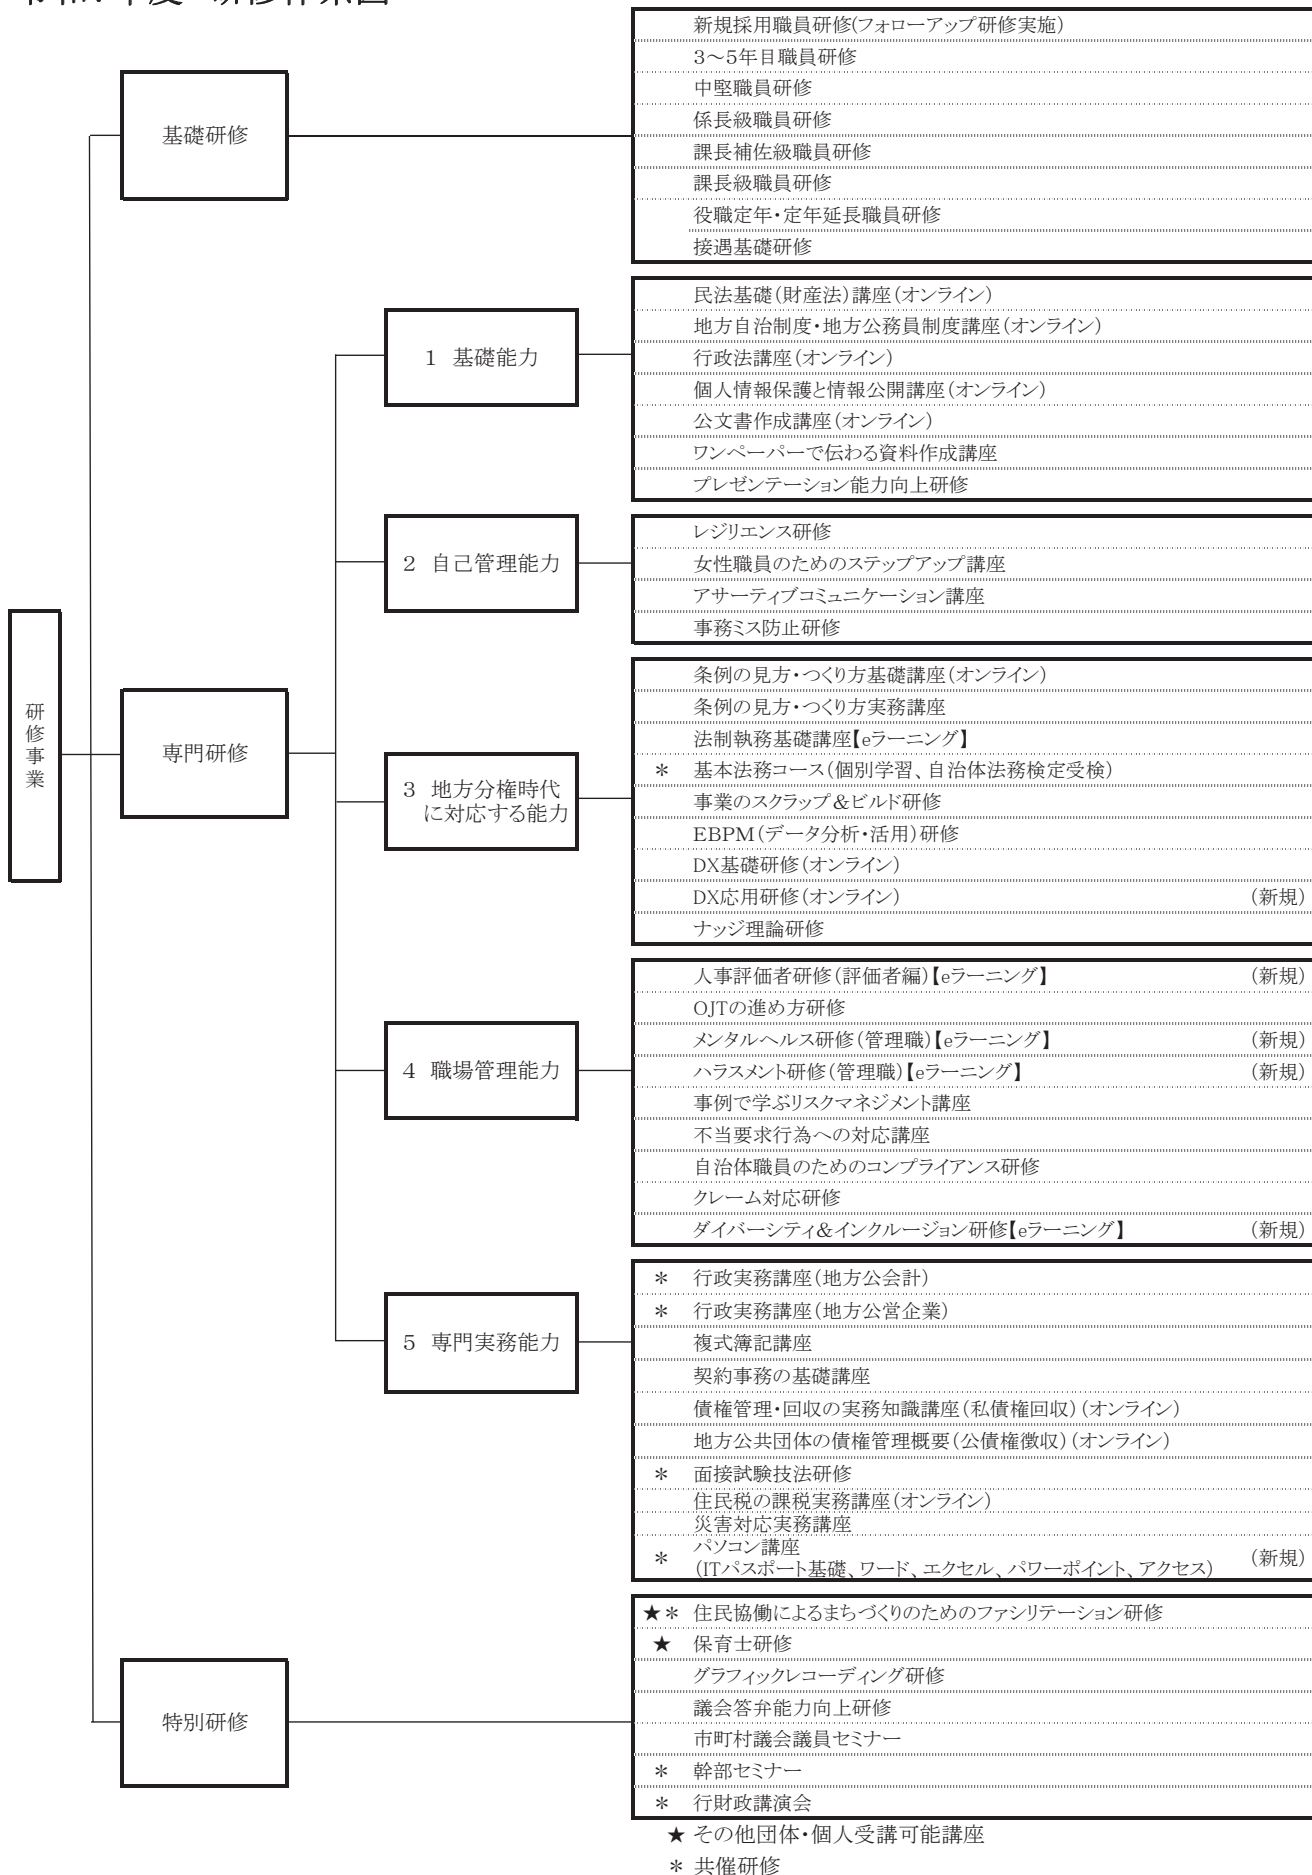 研修体系図
新規採用職員研修(フォローアップ研修実施)
3～5年目職員研修
中堅職員研修
係長級職員研修
課長補佐級職員研修
課長級職員研修
役職定年・定年延長職員研修
接遇基礎研修
基礎研修
民法基礎(財産法)講座(オンライン)
地方自治制度・地方公務員制度講座(オンライン)
行政法講座(オンライン)
個人情報保護と情報公開講座(オンライン)
公文書作成講座(オンライン)
ワンペーパーで伝わる資料作成講座
プレゼンテーション能力向上研修
1 基礎能力
レジリエンス研修
女性職員のためのステップアップ講座
アサーティブコミュニケーション講座
事務ミス防止研修
2 自己管理能力
研修事業
専門研修
条例の見方・つくり方基礎講座(オンライン)
条例の見方・つくり方実務講座
法制執務基礎講座【eラーニング】
＊ 基本法務コース(個別学習、自治体法務検定受検)
事業のスクラップ＆ビルド研修
EBPM(データ分析・活用)研修
DX基礎研修(オンライン)
DX応用研修(オンライン) (新規)
ナッジ理論研修
3 地方分権時代
に対応する能力
人事評価者研修(評価者編)【eラーニング】 (新規)
OJTの進め方研修
メンタルヘルス研修(管理職)【eラーニング】 (新規)
ハラスメント研修(管理職)【eラーニング】 (新規)
事例で学ぶリスクマネジメント講座
不当要求行為への対応講座
自治体職員のためのコンプライアンス研修
クレーム対応研修
ダイバーシティ＆インクルージョン研修【eラーニング】 (新規)
4 職場管理能力
＊ 行政実務講座(地方公会計)
＊ 行政実務講座(地方公営企業)
複式簿記講座
契約事務の基礎講座
債権管理・回収の実務知識講座(私債権回収)(オンライン)
地方公共団体の債権管理概要(公債権徴収)(オンライン)
＊ 面接試験技法研修
住民税の課税実務講座(オンライン)
災害対応実務講座
＊ パソコン講座
(ITパスポート基礎、ワード、エクセル、パワーポイント、アクセス) (新規)
5 専門実務能力
★＊ 住民協働によるまちづくりのためのファシリテーション研修
★ 保育士研修
グラフィックレコーディング研修
議会答弁能力向上研修
市町村議会議員セミナー
＊ 幹部セミナー
＊ 行財政講演会
特別研修
★ その他団体・個人受講可能講座
＊ 共催研修